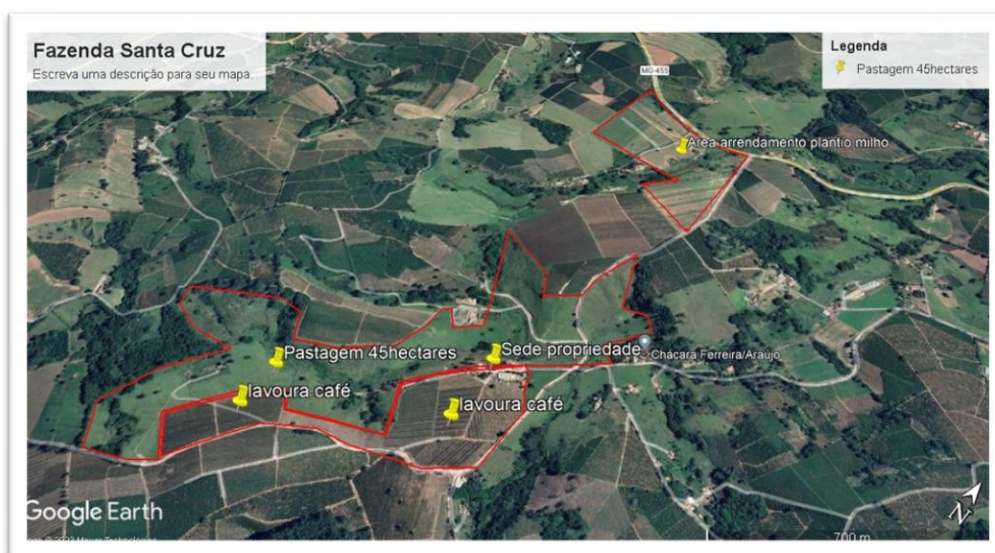 Fazenda Santa Cruz
Escreva uma descrição para seu mapa.
Legenda
Pastagem 45hectares
MG-455
Área arrendamento plantio milho
Pastagem 45hectares
Sede propriedade
Chácara Ferreira/Araújo
lavoura café
lavoura café
Google Earth
700 m
N